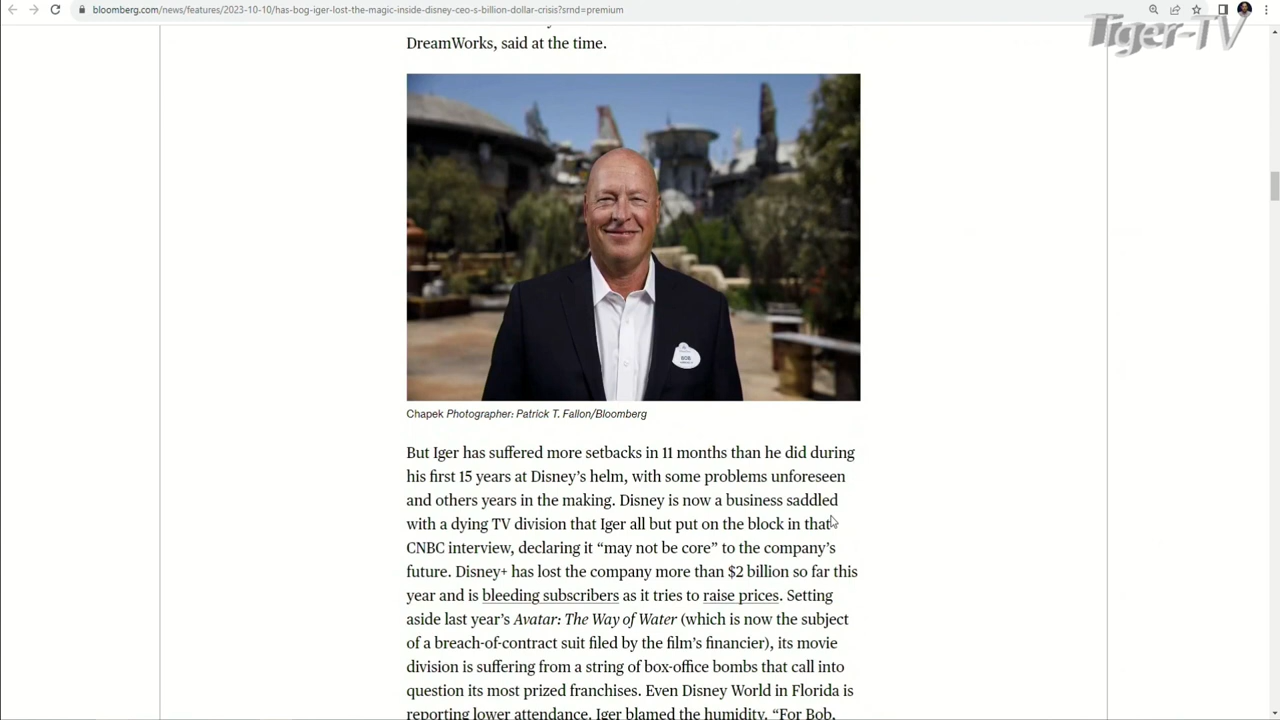 bloomberg.com/news/features/2023-10-10/has-bog-iger-lost-the-magic-inside-disney-ceo-s-billion-dollar-crisis?srnd=premium
Tiger-TV
DreamWorks, said at the time.
BOB
Chapek Photographer: Patrick T. Fallon/Bloomberg
But Iger has suffered more setbacks in 11 months than he did during
his first 15 years at Disney’s helm, with some problems unforeseen
and others years in the making. Disney is now a business saddled
with a dying TV division that Iger all but put on the block in that
CNBC interview, declaring it “may not be core” to the company’s
future. Disney+ has lost the company more than $2 billion so far this
year and is bleeding subscribers as it tries to raise prices. Setting
aside last year’s Avatar: The Way of Water (which is now the subject
of a breach-of-contract suit filed by the film’s financier), its movie
division is suffering from a string of box-office bombs that call into
question its most prized franchises. Even Disney World in Florida is
reporting lower attendance. Iger blamed the humidity. “For Bob,